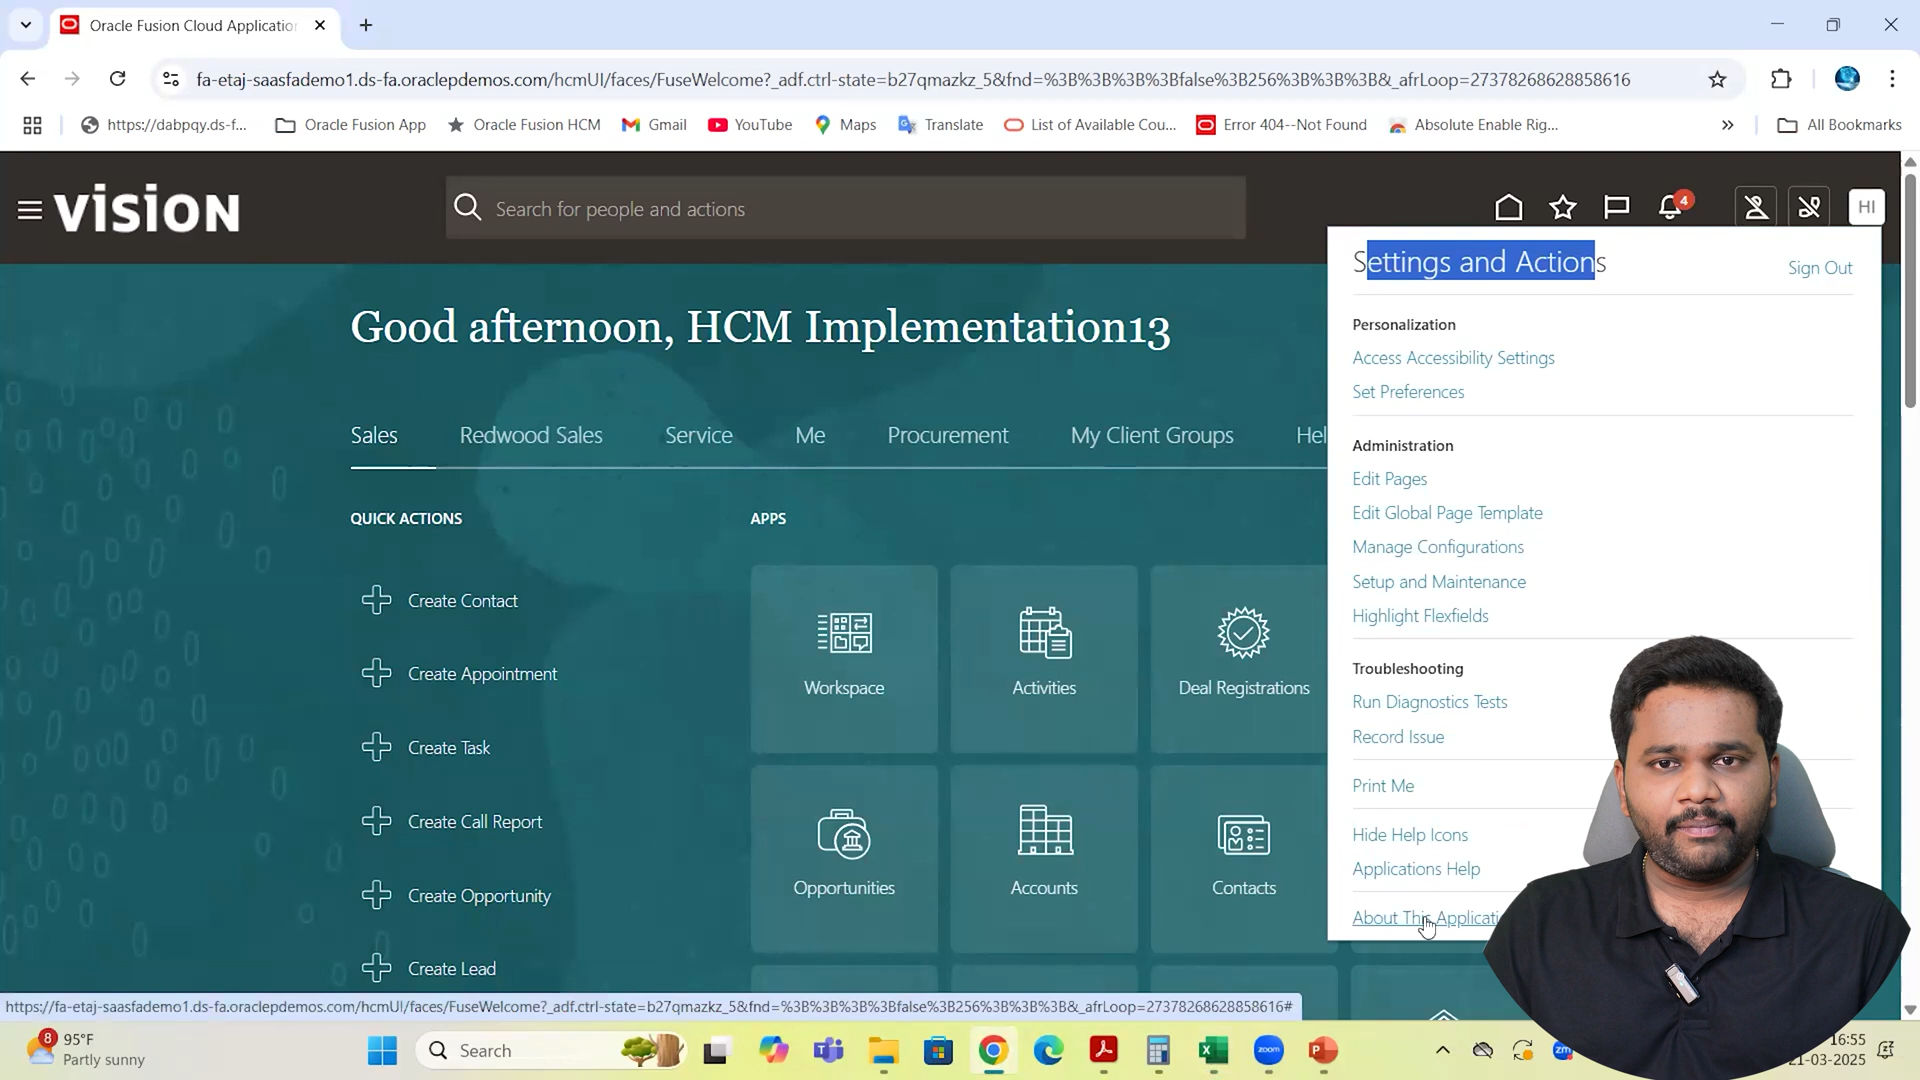 Oracle Fusion Cloud Application
fa-etaj-saasfademo1.ds-fa.oraclepdemos.com/hcmUI/faces/FuseWelcome?_adf.ctrl-state=b27qmazkz_5&fnd=%3B%3B%3B%3Bfalse%3B256%3B%3B%3B&_afrLoop=27378268628858616
https://dabpqy.ds-f...
Oracle Fusion App
Oracle Fusion HCM
Gmail
YouTube
Maps
Translate
List of Available Cou...
Error 404--Not Found
Absolute Enable Rig...
All Bookmarks
VISION
Search for people and actions
4
HI
Settings and Actions
Sign Out
Personalization
Access Accessibility Settings
Set Preferences
Administration
Edit Pages
Edit Global Page Template
Manage Configurations
Setup and Maintenance
Highlight Flexfields
Troubleshooting
Run Diagnostics Tests
Record Issue
Print Me
Hide Help Icons
Applications Help
About This Applicati
Good afternoon, HCM Implementation13
Sales
Redwood Sales
Service
Me
Procurement
My Client Groups
Hel
QUICK ACTIONS
Create Contact
Create Appointment
Create Task
Create Call Report
Create Opportunity
Create Lead
APPS
Workspace
Activities
Deal Registrations
Opportunities
Accounts
Contacts
https://fa-etaj-saasfademo1.ds-fa.oraclepdemos.com/hcmUI/faces/FuseWelcome?_adf.ctrl-state=b27qmazkz_5&fnd=%3B%3B%3B%3Bfalse%3B256%3B%3B%3B&_afrLoop=27378268628858616#
8
95°F
Partly sunny
Search
zoom
zm
16:55
21-03-2025